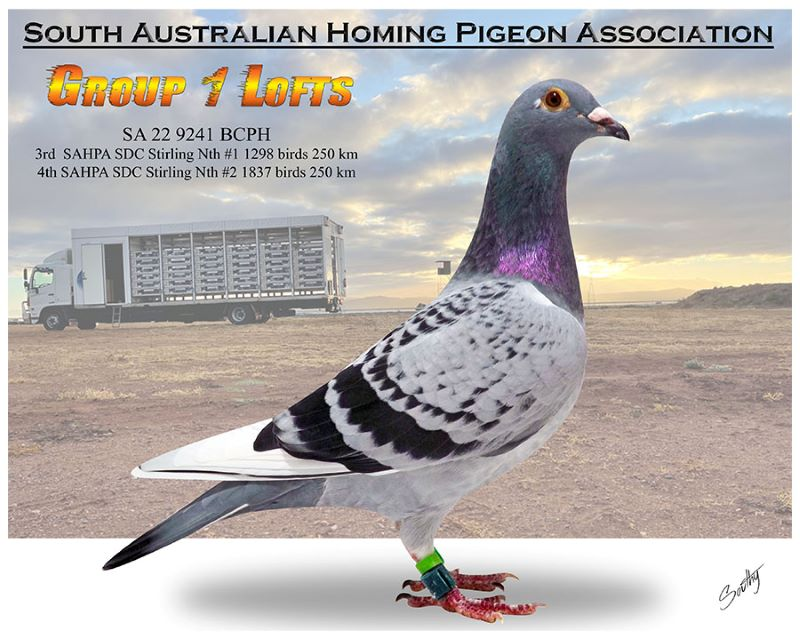 SOUTH AUSTRALIAN HOMING PIGEON ASSOCIATION
GROUP 1 LOFTS
SA 22 9241 BCPH
3rd SAHPA SDC Stirling Nth #1 1298 birds 250 km
4th SAHPA SDC Stirling Nth #2 1837 birds 250 km